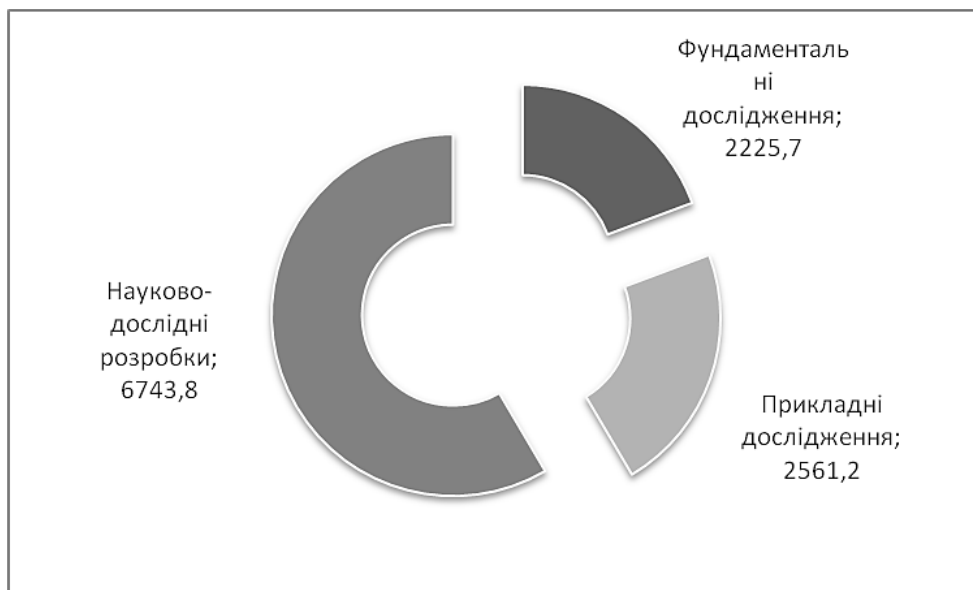 Фундаменталь
ні
дослідження;
2225,7
Науково-
дослідні
розробки;
6743,8
Прикладні
дослідження;
2561,2